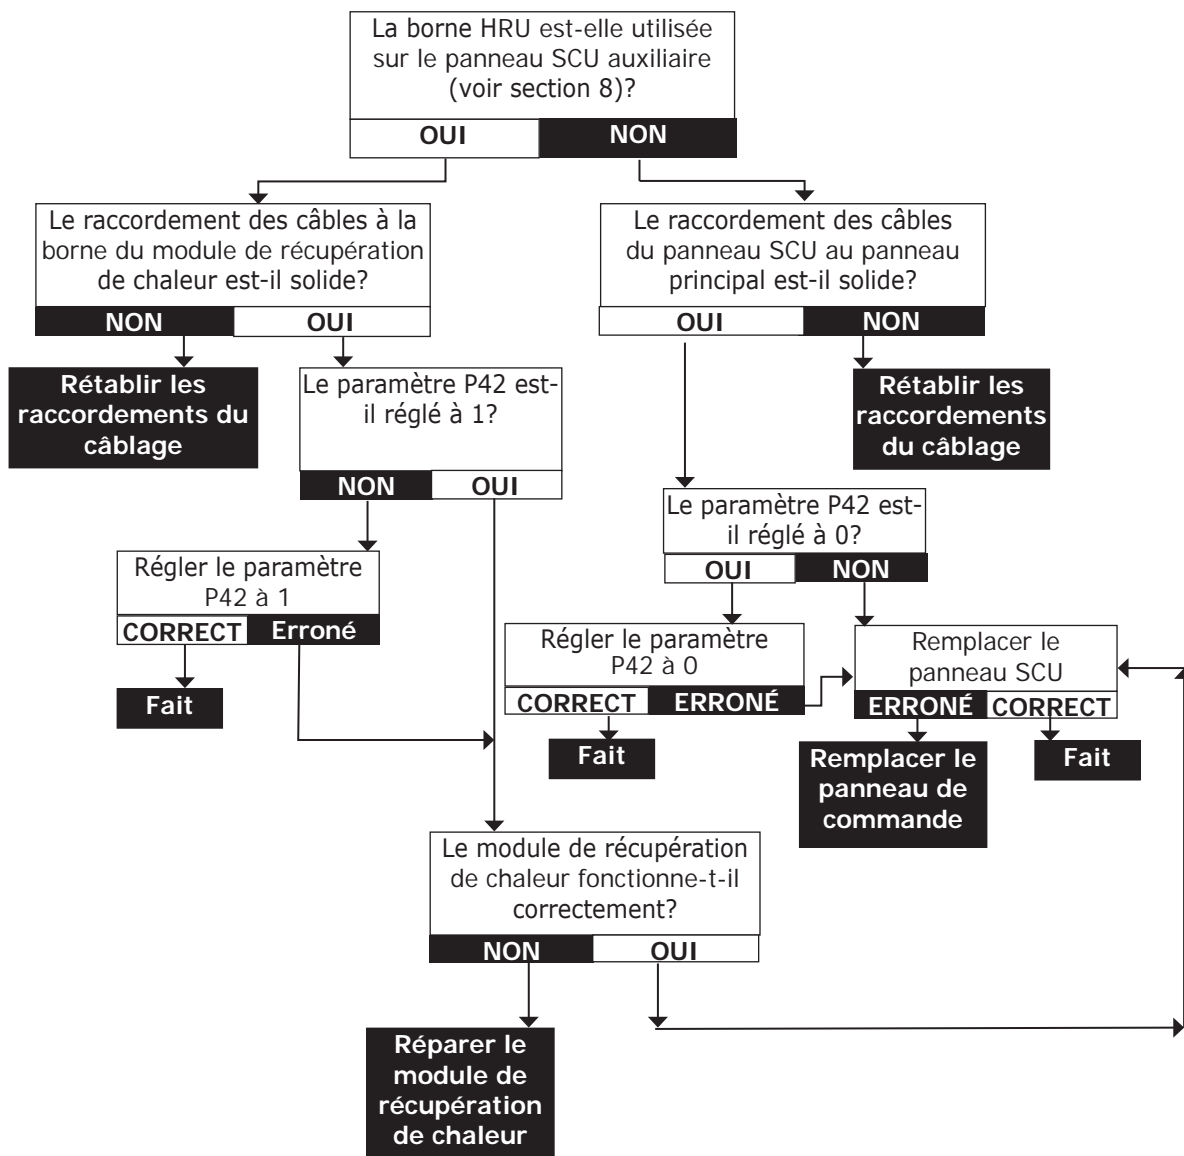 La borne HRU est-elle utilisée
sur le panneau SCU auxiliaire
(voir section 8)?
OUI
NON
Le raccordement des câbles à la
borne du module de récupération
de chaleur est-il solide?
NON
OUI
Le raccordement des câbles
du panneau SCU au panneau
principal est-il solide?
OUI
NON
Rétablir les
raccordements du
câblage
Le paramètre P42 est-
il réglé à 1?
NON
OUI
Rétablir les
raccordements
du câblage
Le paramètre P42 est-
il réglé à 0?
OUI
NON
Régler le paramètre
P42 à 1
CORRECT
Erroné
Fait
Régler le paramètre
P42 à 0
CORRECT
ERRONÉ
Fait
Remplacer le
panneau SCU
ERRONÉ
CORRECT
Remplacer le
panneau de
commande
Fait
Le module de récupération
de chaleur fonctionne-t-il
correctement?
NON
OUI
Réparer le
module de
récupération
de chaleur